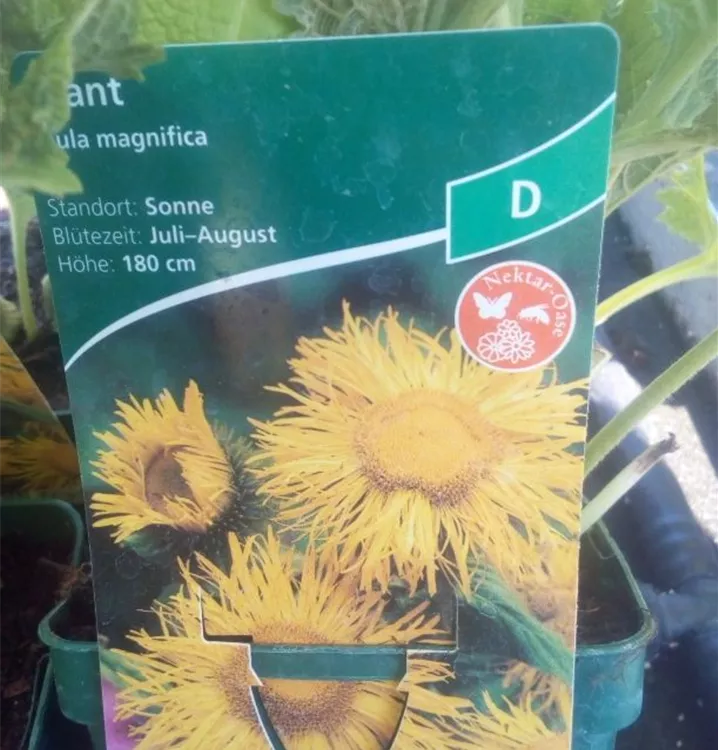 ant
ula magnifica
Standort: Sonne
Blütezeit: Juli–August
Höhe: 180 cm
D
Nektar-Oase